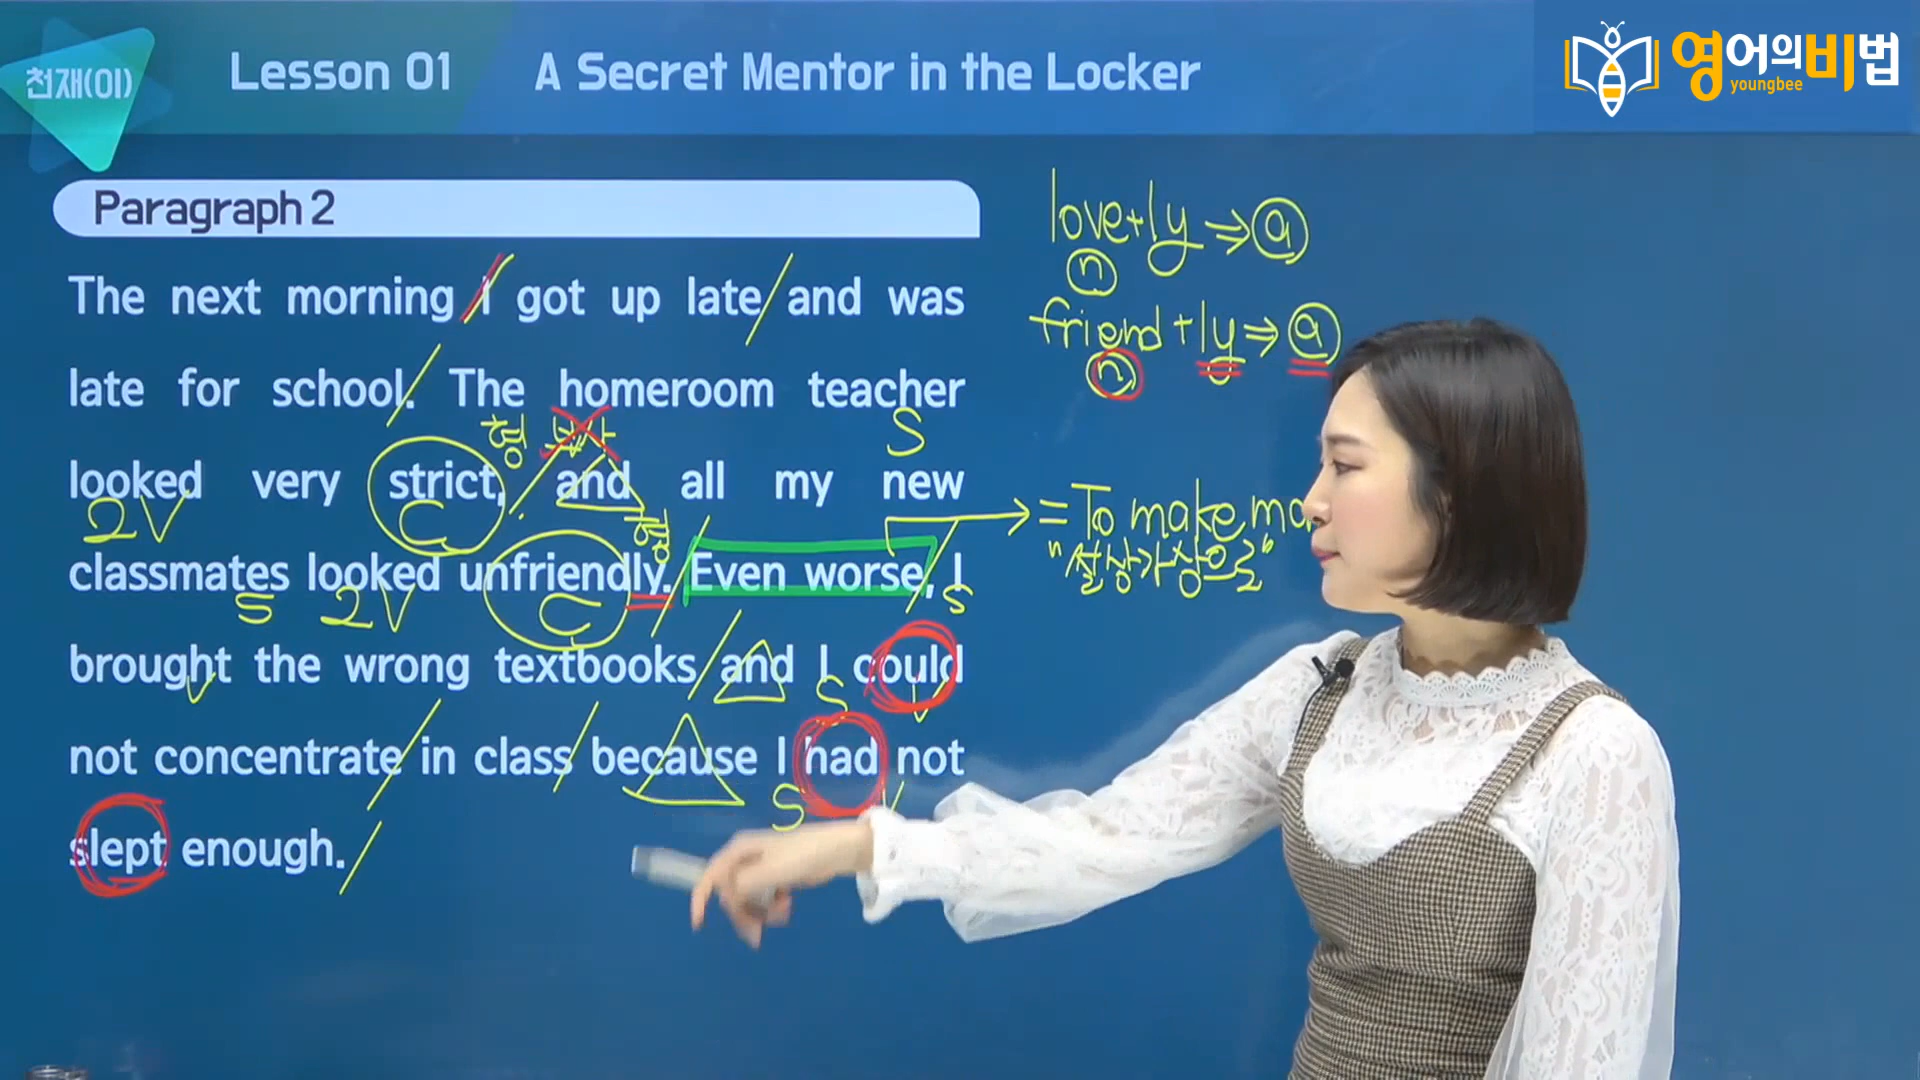 천재(이)
Lesson 01 A Secret Mentor in the Locker
영어의비법
youngbee
Paragraph 2
The next morning I got up late and was
late for school. The homeroom teacher
looked very strict, and all my new
classmates looked unfriendly. Even worse, I
brought the wrong textbooks and I could
not concentrate in class because I had not
slept enough.
love+ly ⇒ a
n
friend+ly ⇒ a
n
형
부사
S
2V
C
형
S
2V
C
S
V
S
V
S
V
= To make
"설상가상으로"